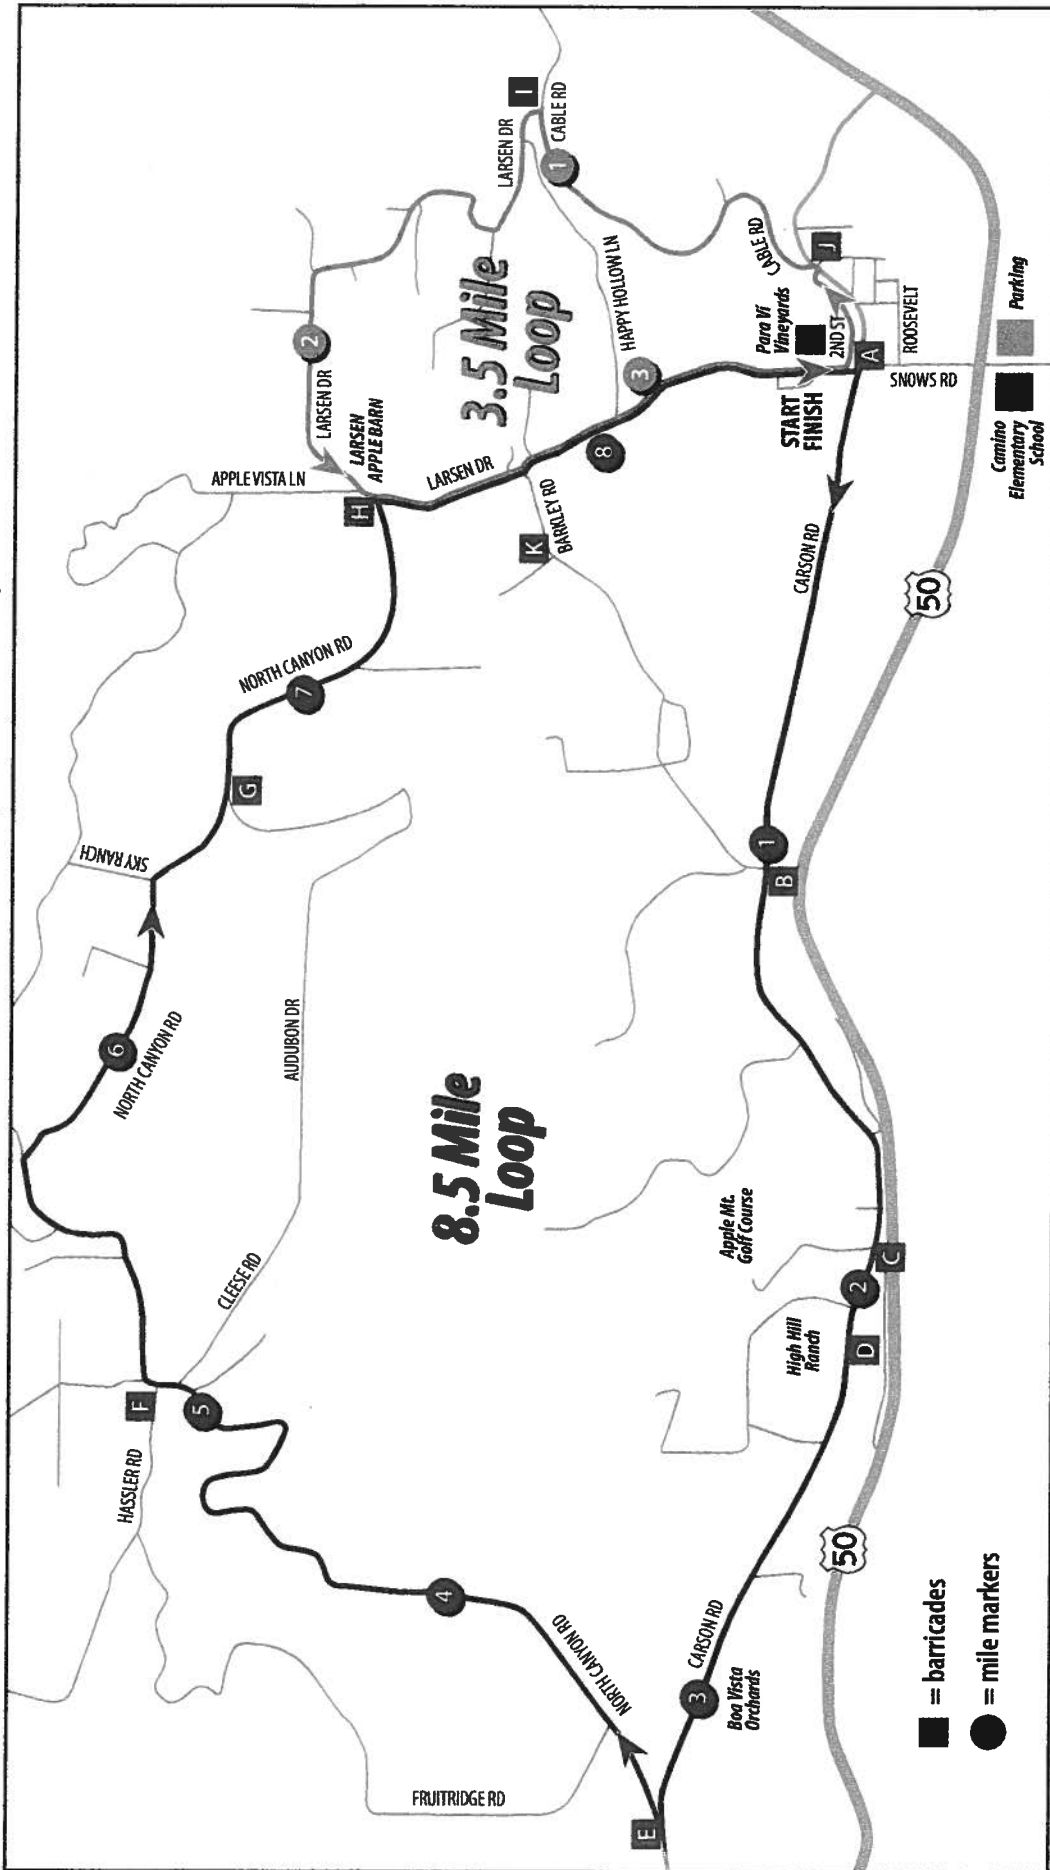 8.5 Mile
Loop
3.5 Mile
Loop
START
FINISH
A
B
C
D
E
F
G
H
I
J
K
1
2
3
4
5
6
7
8
1
2
3
CARSON RD
CARSON RD
NORTH CANYON RD
NORTH CANYON RD
NORTH CANYON RD
FRUITRIDGE RD
HASSLER RD
CLEESE RD
AUDUBON DR
SKY RANCH
APPLE VISTA LN
LARSEN
APPLE BARN
LARSEN DR
LARSEN DR
LARSEN DR
BARKLEY RD
HAPPY HOLLOW LN
CABLE RD
CABLE RD
2ND ST
ROOSEVELT
SNOWS RD
Para Vi
Vineyards
Apple Mt.
Golf Course
High Hill
Ranch
Boa Vista
Orchards
50
50
Camino
Elementary
School
Parking
= barricades
= mile markers